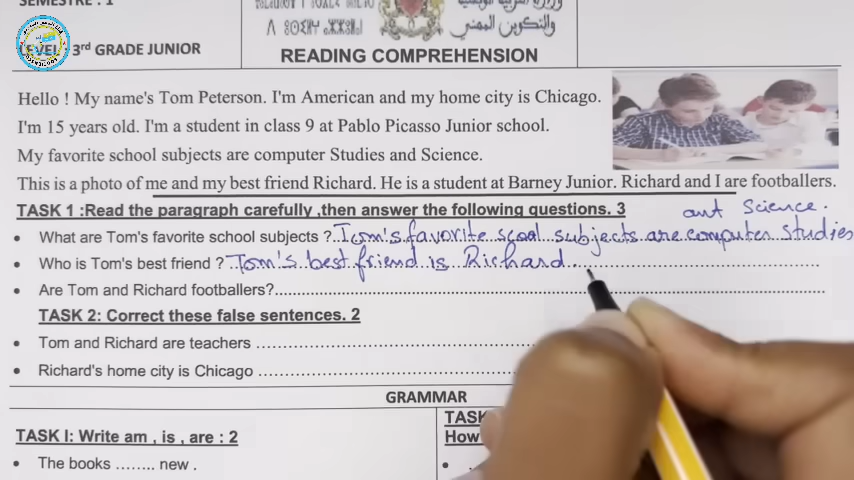 SEMESTRE : 1
LEVEL 3rd GRADE JUNIOR
والتكوين المهني
READING COMPREHENSION
Hello ! My name's Tom Peterson. I'm American and my home city is Chicago.
I'm 15 years old. I'm a student in class 9 at Pablo Picasso Junior school.
My favorite school subjects are computer Studies and Science.
This is a photo of me and my best friend Richard. He is a student at Barney Junior. Richard and I are footballers.
TASK 1 :Read the paragraph carefully ,then answer the following questions. 3
ant Science.
• What are Tom's favorite school subjects ? Tom's favorite scool subjects are computer studies
• Who is Tom's best friend ? Tom's best friend is Richard
• Are Tom and Richard footballers?
TASK 2: Correct these false sentences. 2
• Tom and Richard are teachers
• Richard's home city is Chicago
GRAMMAR
TASK I: Write am , is , are : 2
• The books ........ new .
TASK
How